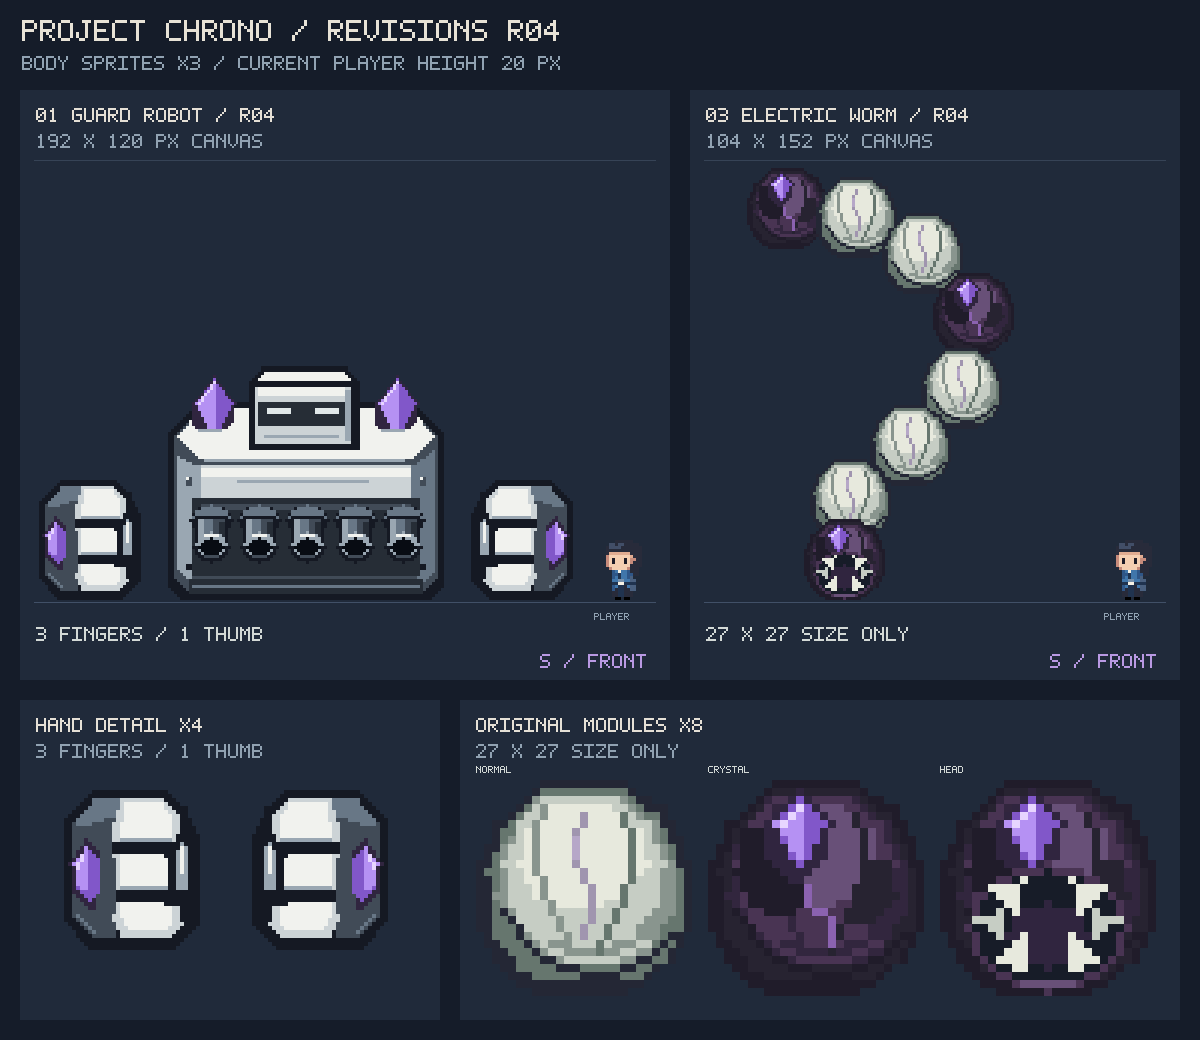 PROJECT CHRONO / REVISIONS R04
BODY SPRITES X3 / CURRENT PLAYER HEIGHT 20 PX
01 GUARD ROBOT / R04
192 X 120 PX CANVAS
PLAYER
3 FINGERS / 1 THUMB
S / FRONT
03 ELECTRIC WORM / R04
104 X 152 PX CANVAS
PLAYER
27 X 27 SIZE ONLY
S / FRONT
HAND DETAIL X4
3 FINGERS / 1 THUMB
ORIGINAL MODULES X8
27 X 27 SIZE ONLY
NORMAL
CRYSTAL
HEAD